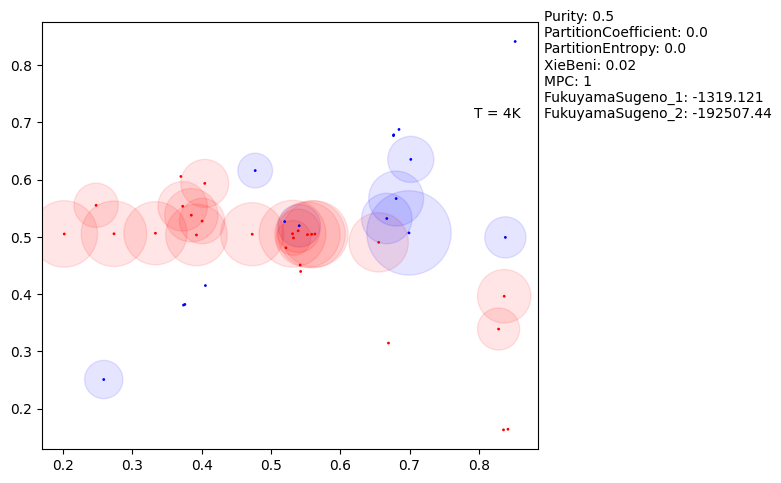 Purity: 0.5
PartitionCoefficient: 0.0
PartitionEntropy: 0.0
XieBeni: 0.02
MPC: 1
FukuyamaSugeno_1: -1319.121
FukuyamaSugeno_2: -192507.44
T = 4K
0.8
0.7
0.6
0.5
0.4
0.3
0.2
0.2 0.3 0.4 0.5 0.6 0.7 0.8